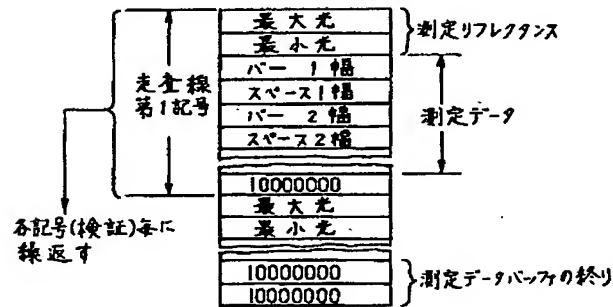 最大光
最小光
バー 1幅
スペース1幅
バー 2幅
スペース2幅
10000000
最大光
最小光
10000000
10000000
走査線
第1記号
各記号(検証)毎に
繰返す
測定リフレクタンス
測定データ
測定データバッファの終り